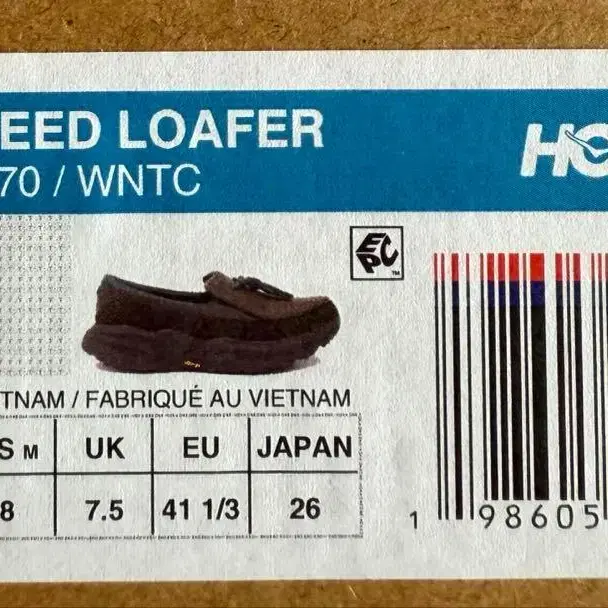 EED LOAFER
70 / WNTC
HO
EPC™
TNAM / FABRIQUÉ AU VIETNAM
S M UK EU JAPAN
8 7.5 41 1/3 26
1 98605